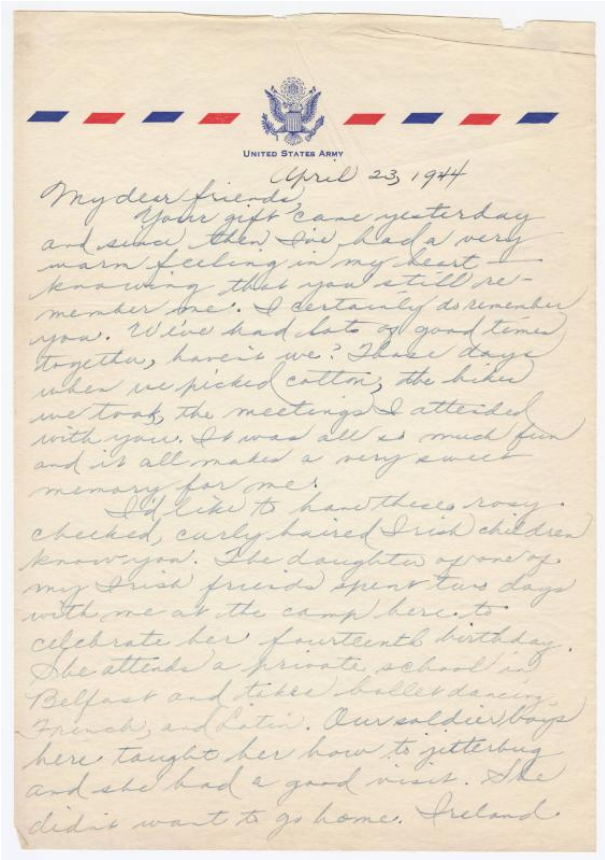 UNITED STATES ARMY
April 23, 1944
My dear friends,
Your gift came yesterday
and since then I've had a very
warm feeling in my heart -
knowing that you still re-
member me. I certainly do remember
you. We've had lots of good times
together, haven't we? Those days
when we picked cotton, the hikes
we took, the meetings I attended
with you. It was all so much fun
and it all makes a very sweet
memory for me.
I'd like to have these rosy
cheeked, curly haired Irish children
know you. The daughter of one of
my Irish friends spent two days
with me at the camp here to
celebrate her fourteenth birthday.
She attends a private school in
Belfast and takes ballet dancing,
French, and Latin. Our soldier boys
here taught her how to jitterbug
and she had a good visit. She
didn't want to go home. Ireland